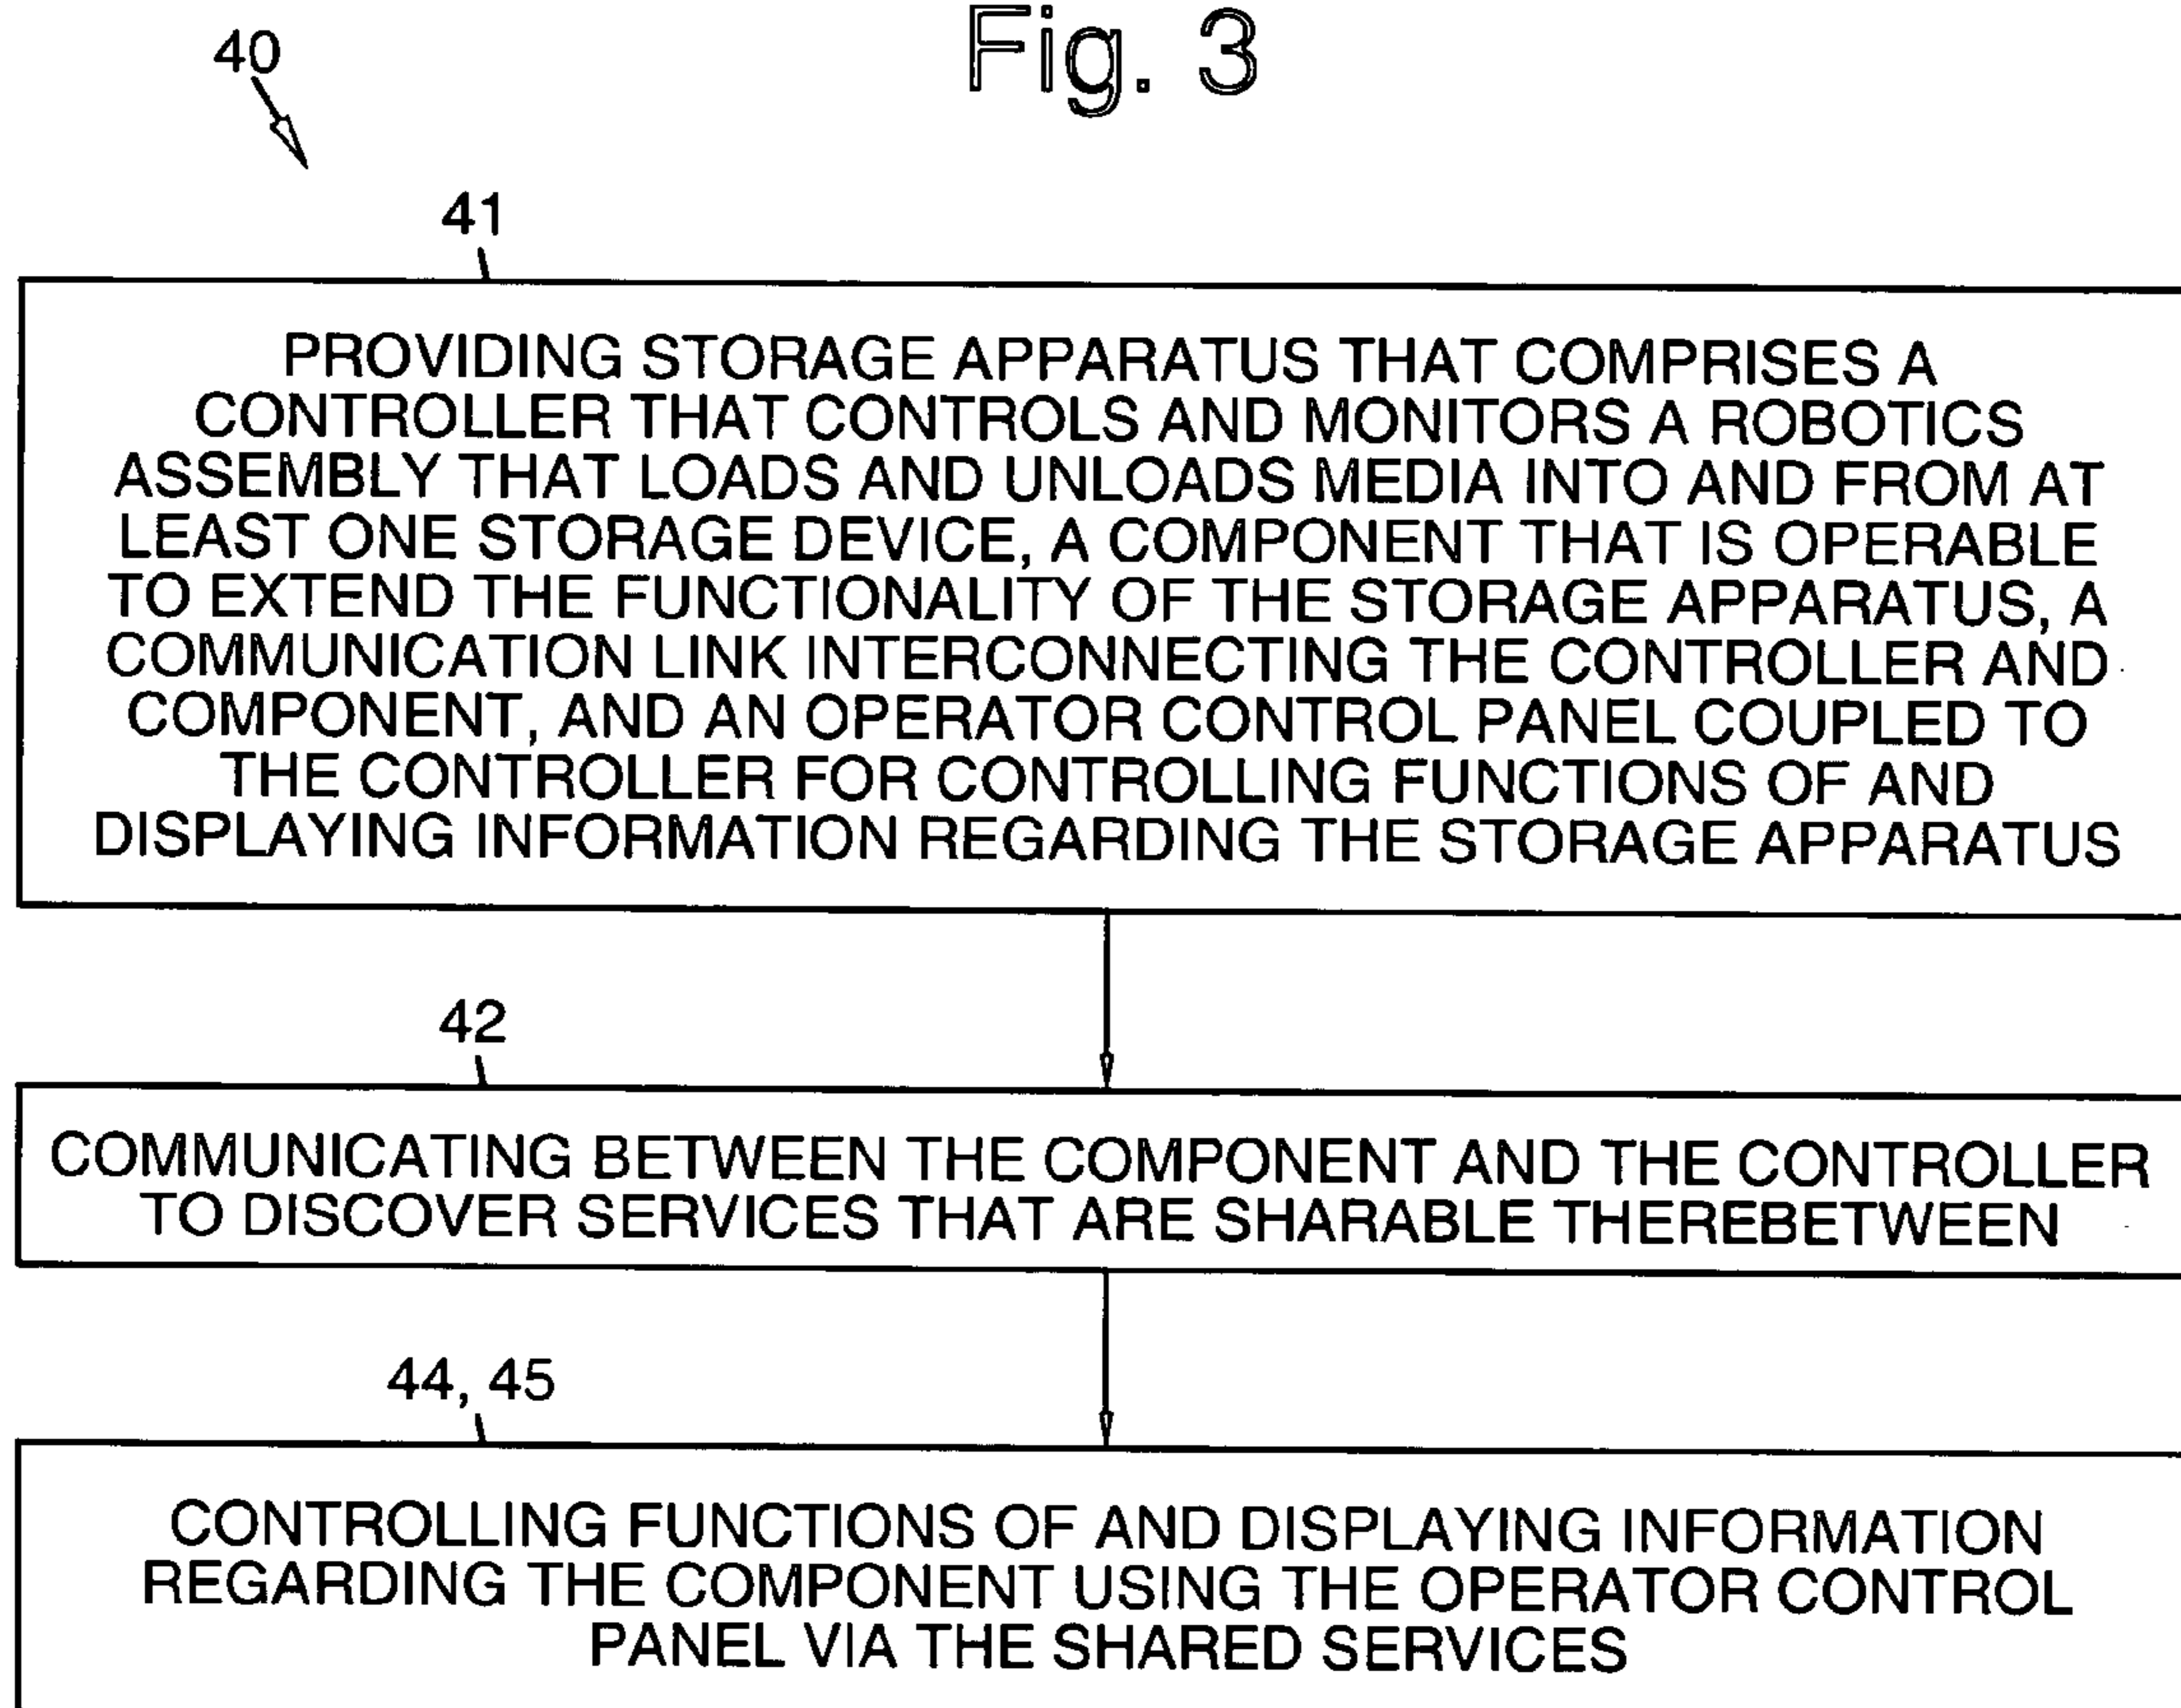 Fig. 3
40
41
PROVIDING STORAGE APPARATUS THAT COMPRISES A
CONTROLLER THAT CONTROLS AND MONITORS A ROBOTICS
ASSEMBLY THAT LOADS AND UNLOADS MEDIA INTO AND FROM AT
LEAST ONE STORAGE DEVICE, A COMPONENT THAT IS OPERABLE
TO EXTEND THE FUNCTIONALITY OF THE STORAGE APPARATUS, A
COMMUNICATION LINK INTERCONNECTING THE CONTROLLER AND
COMPONENT, AND AN OPERATOR CONTROL PANEL COUPLED TO
THE CONTROLLER FOR CONTROLLING FUNCTIONS OF AND
DISPLAYING INFORMATION REGARDING THE STORAGE APPARATUS
42
COMMUNICATING BETWEEN THE COMPONENT AND THE CONTROLLER
TO DISCOVER SERVICES THAT ARE SHARABLE THEREBETWEEN
44, 45
CONTROLLING FUNCTIONS OF AND DISPLAYING INFORMATION
REGARDING THE COMPONENT USING THE OPERATOR CONTROL
PANEL VIA THE SHARED SERVICES